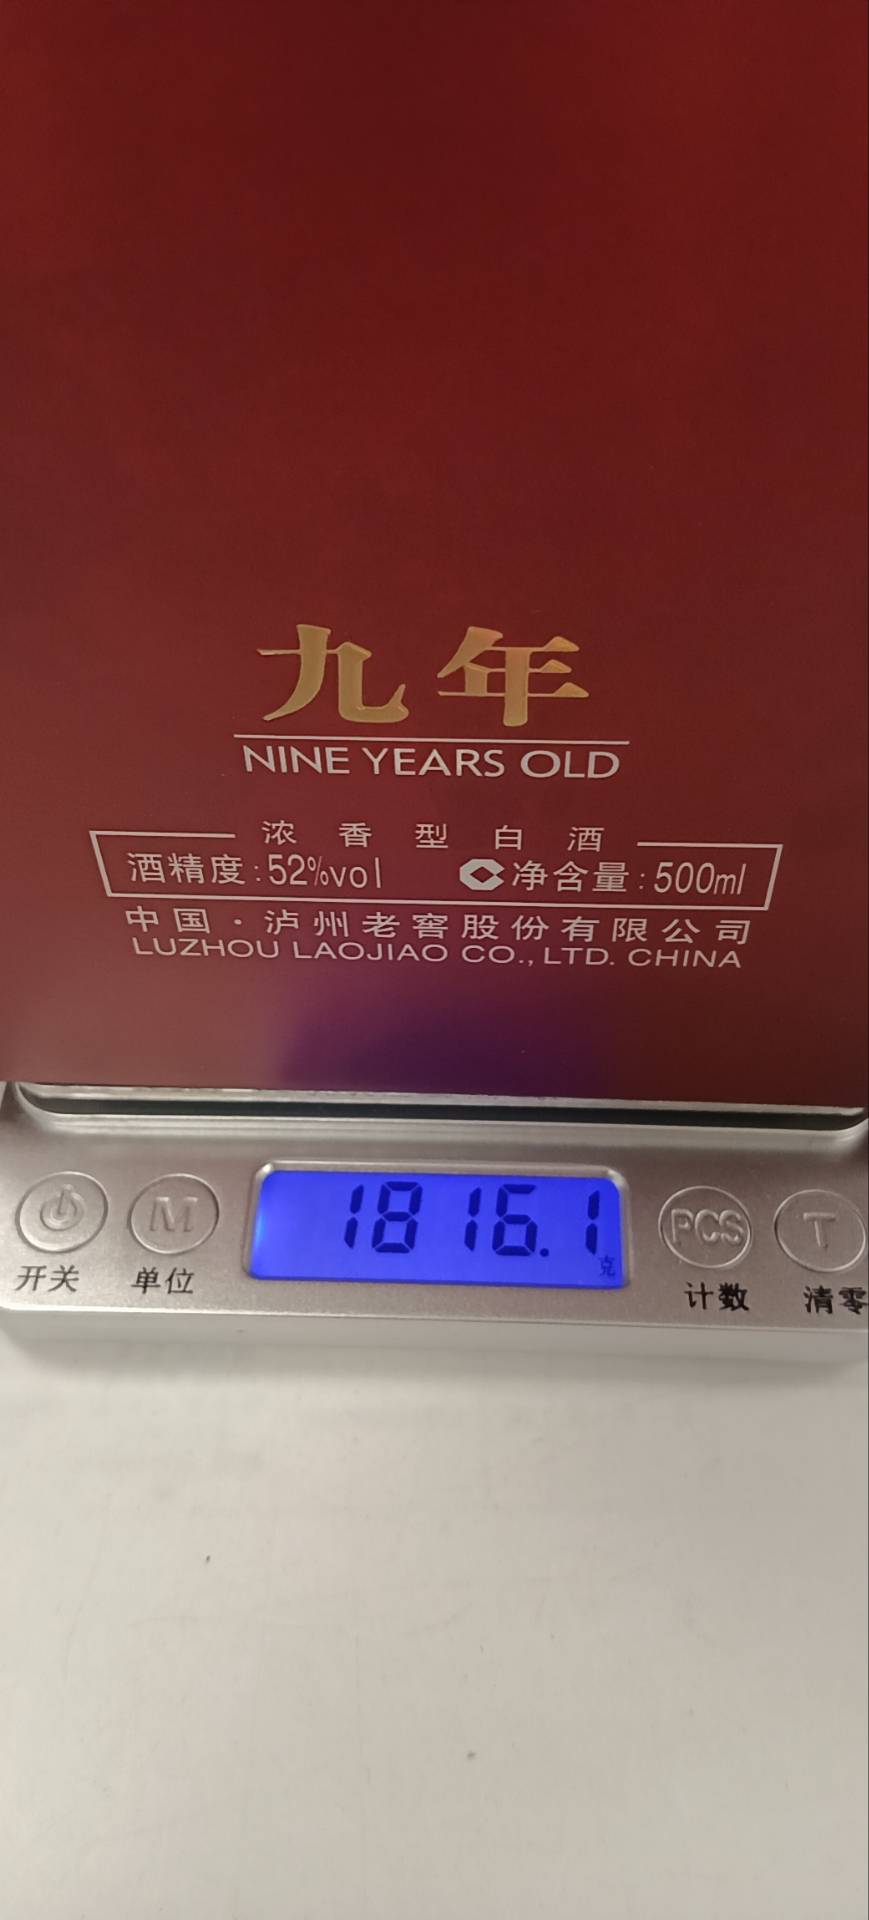 九年
NINE YEARS OLD
浓香型白酒
酒精度:52%vol 净含量:500ml
中国·泸州老窖股份有限公司
LUZHOU LAOJIAO CO.,LTD. CHINA
1816.1
克
M PCS T
开关 单位 计数 清零